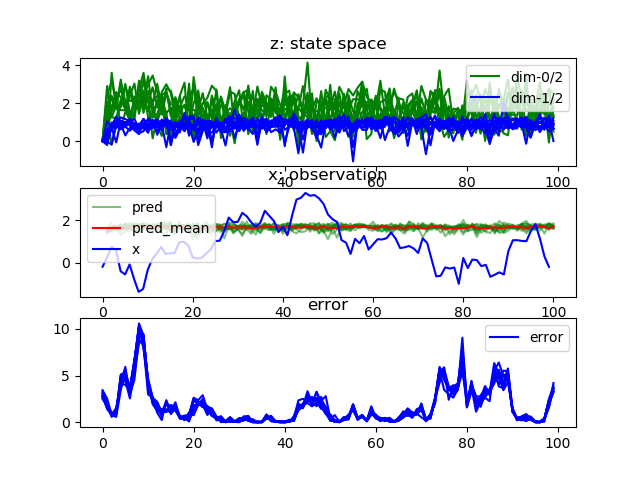 z: state space
4
2
0
dim-0/2
dim-1/2
0 20 40 60 80 100
x: observation
2
0
pred
pred_mean
x
0 20 40 60 80 100
error
10
5
0
error
0 20 40 60 80 100